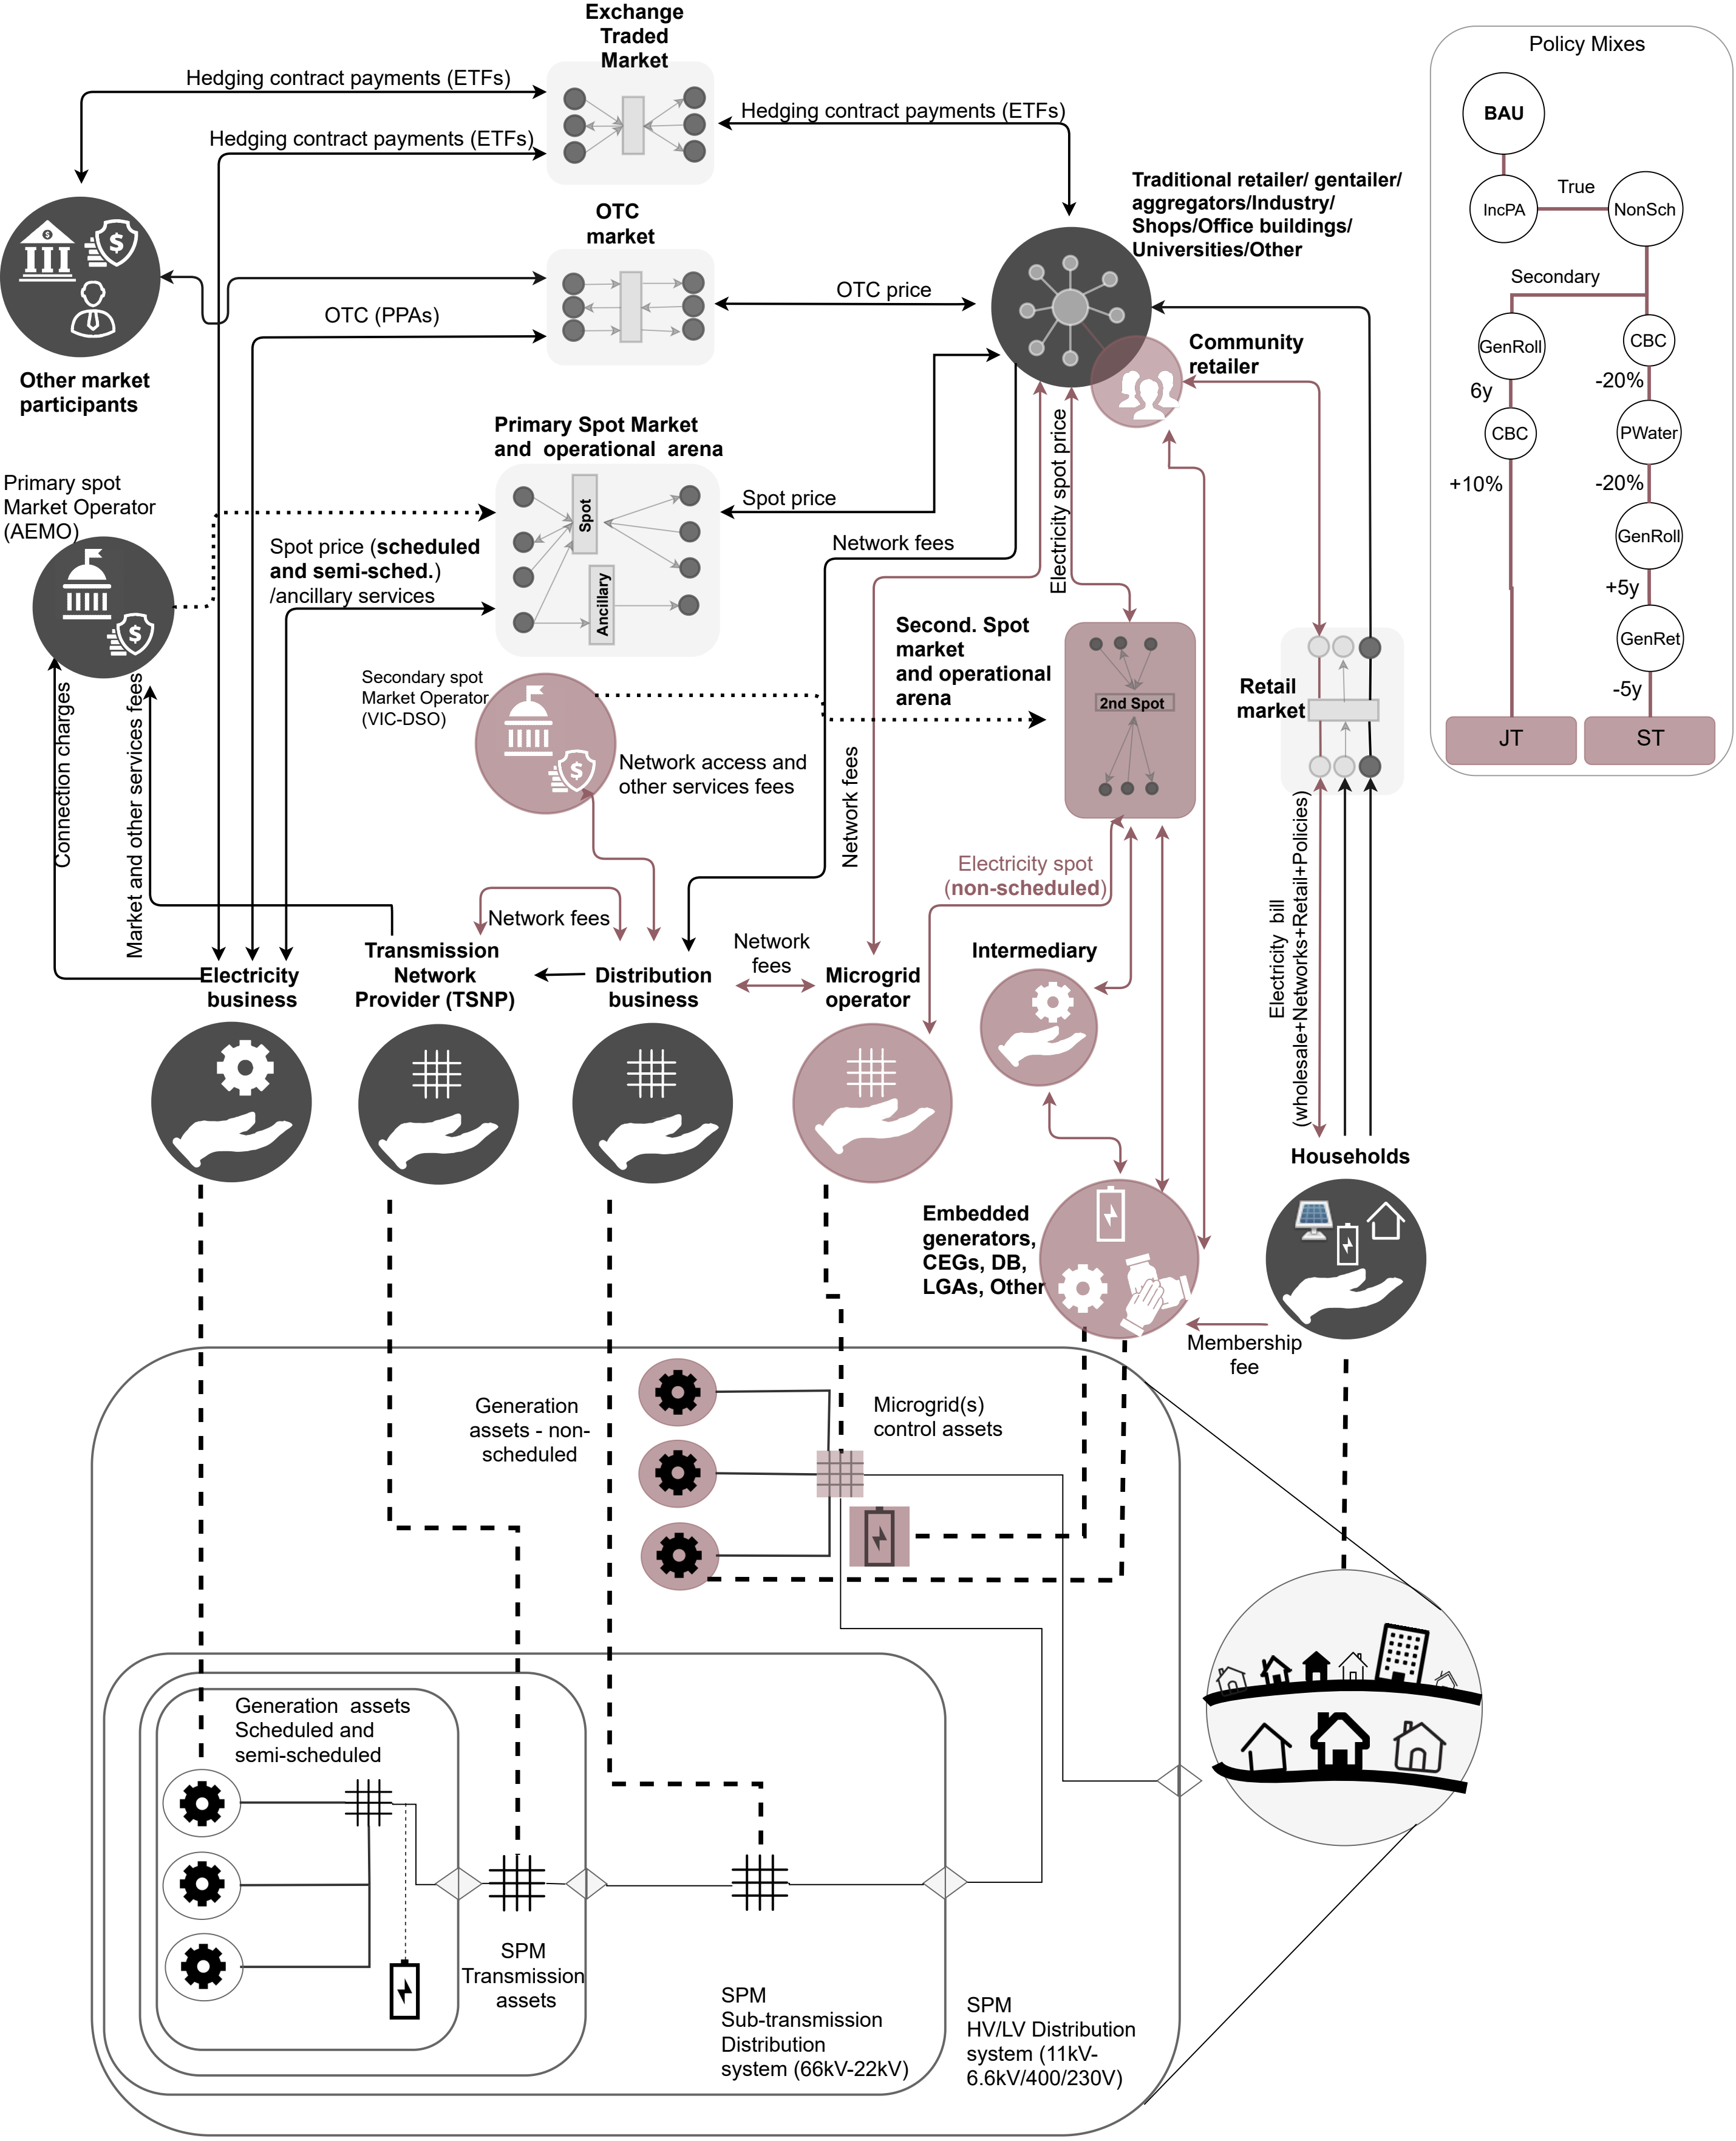 Exchange
Traded
Market
Hedging contract payments (ETFs)
Hedging contract payments (ETFs)
Hedging contract payments (ETFs)
OTC
market
OTC (PPAs)
OTC price
Other market
participants
Traditional retailer/ gentailer/
aggregators/Industry/
Shops/Office buildings/
Universities/Other
Community
retailer
Primary Spot Market
and operational arena
Spot
Ancillary
Spot price
Primary spot
Market Operator
(AEMO)
Spot price (scheduled
and semi-sched.)
/ancillary services
Network fees
Electricity spot price
Second. Spot
market
and operational
arena
2nd Spot
Retail
market
Secondary spot
Market Operator
(VIC-DSO)
Network access and
other services fees
Connection charges
Market and other services fees
Network fees
Electricity spot
(non-scheduled)
Network fees
Network
fees
Electricity bill
(wholesale+Networks+Retail+Policies)
Electricity
business
Transmission
Network
Provider (TSNP)
Distribution
business
Microgrid
operator
Intermediary
Households
Embedded
generators,
CEGs, DB,
LGAs, Other
Membership
fee
Generation
assets - non-
scheduled
Microgrid(s)
control assets
Generation assets
Scheduled and
semi-scheduled
SPM
Transmission
assets
SPM
Sub-transmission
Distribution
system (66kV-22kV)
SPM
HV/LV Distribution
system (11kV-
6.6kV/400/230V)
Policy Mixes
BAU
IncPA
True
NonSch
Secondary
GenRoll
6y
CBC
+10%
JT
CBC
-20%
PWater
-20%
GenRoll
+5y
GenRet
-5y
ST